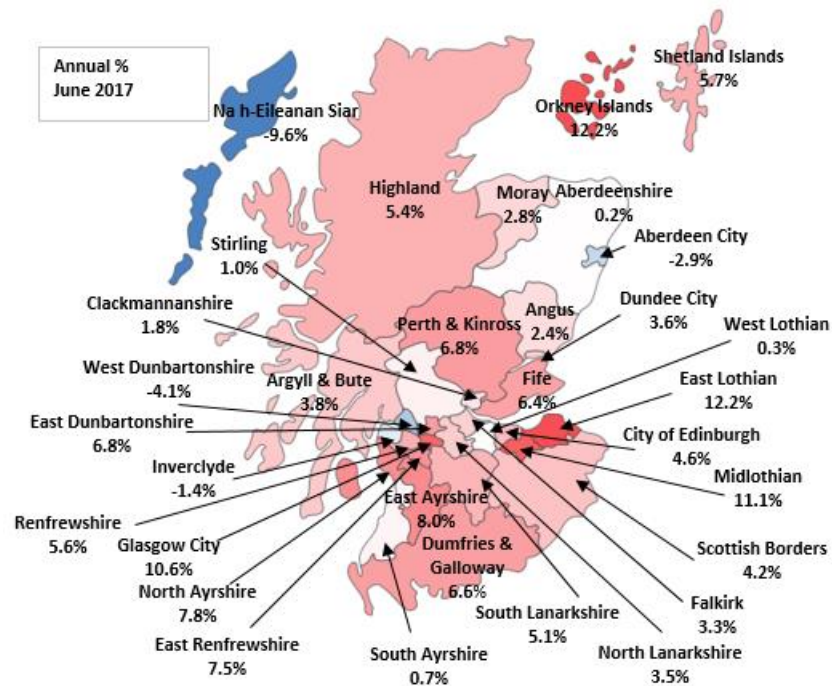 Annual %
June 2017
Shetland Islands
5.7%
Na h-Eileanan Siar
-9.6%
Orkney Islands
12.2%
Highland
5.4%
Moray
2.8%
Aberdeenshire
0.2%
Aberdeen City
-2.9%
Stirling
1.0%
Clackmannanshire
1.8%
Perth & Kinross
6.8%
Angus
2.4%
Dundee City
3.6%
West Lothian
0.3%
West Dunbartonshire
-4.1%
Argyll & Bute
3.8%
Fife
6.4%
East Lothian
12.2%
East Dunbartonshire
6.8%
City of Edinburgh
4.6%
Inverclyde
-1.4%
Midlothian
11.1%
East Ayrshire
8.0%
Renfrewshire
5.6%
Glasgow City
10.6%
Dumfries &
Galloway
6.6%
Scottish Borders
4.2%
North Ayrshire
7.8%
South Lanarkshire
5.1%
Falkirk
3.3%
East Renfrewshire
7.5%
South Ayrshire
0.7%
North Lanarkshire
3.5%